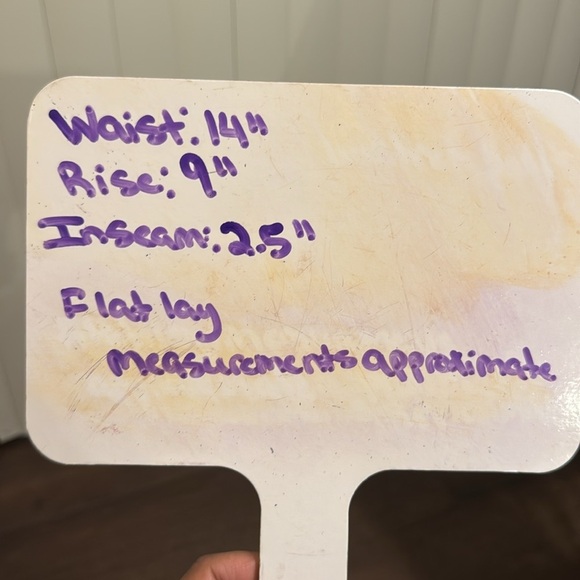 Waist: 14"
Rise: 9"
Inseam: 2.5"
Flat lay
measurements approximate